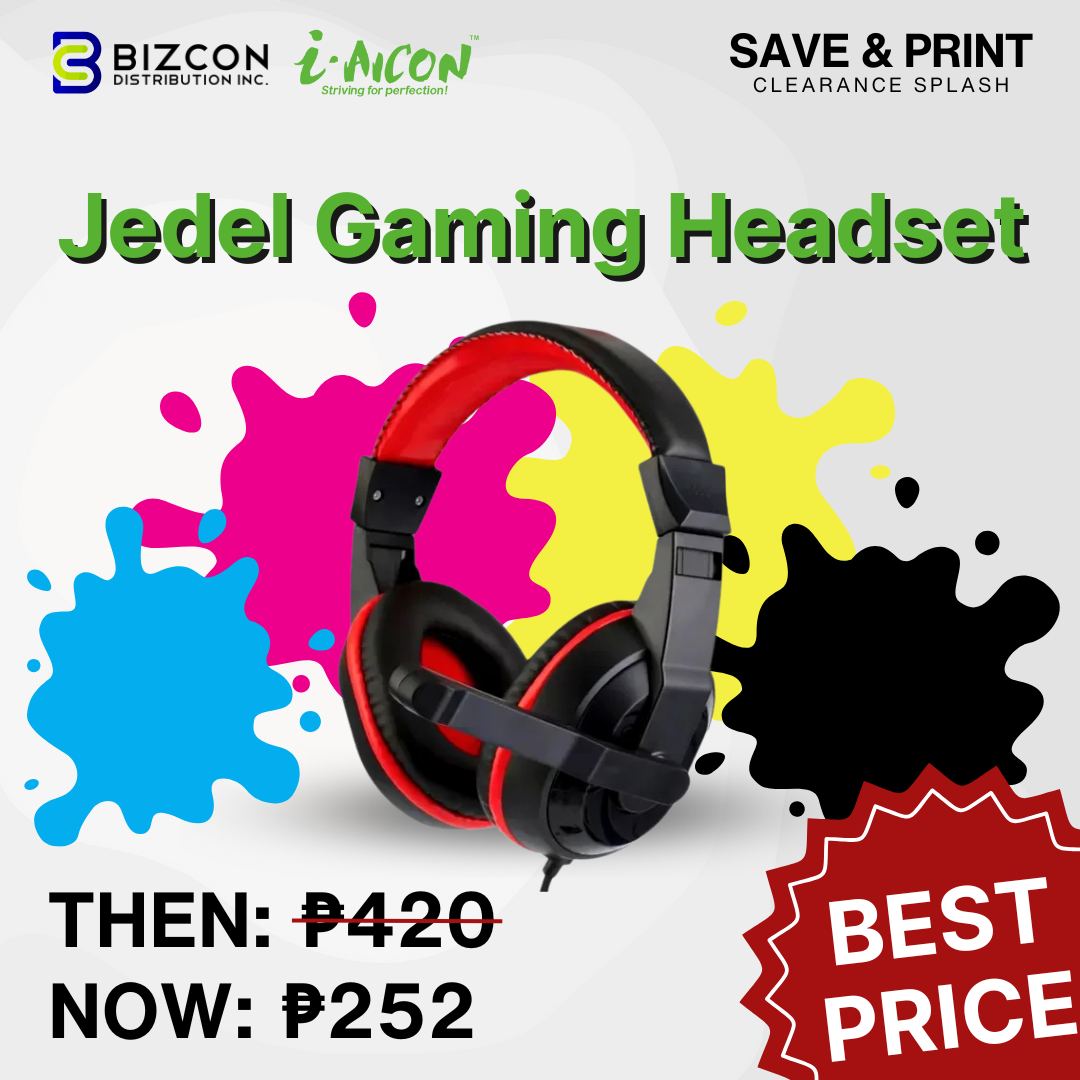 BIZCON
DISTRIBUTION INC.
i·AICON™
Striving for perfection!
SAVE & PRINT
CLEARANCE SPLASH
Jedel Gaming Headset
THEN: ₱420
NOW: ₱252
BEST
PRICE